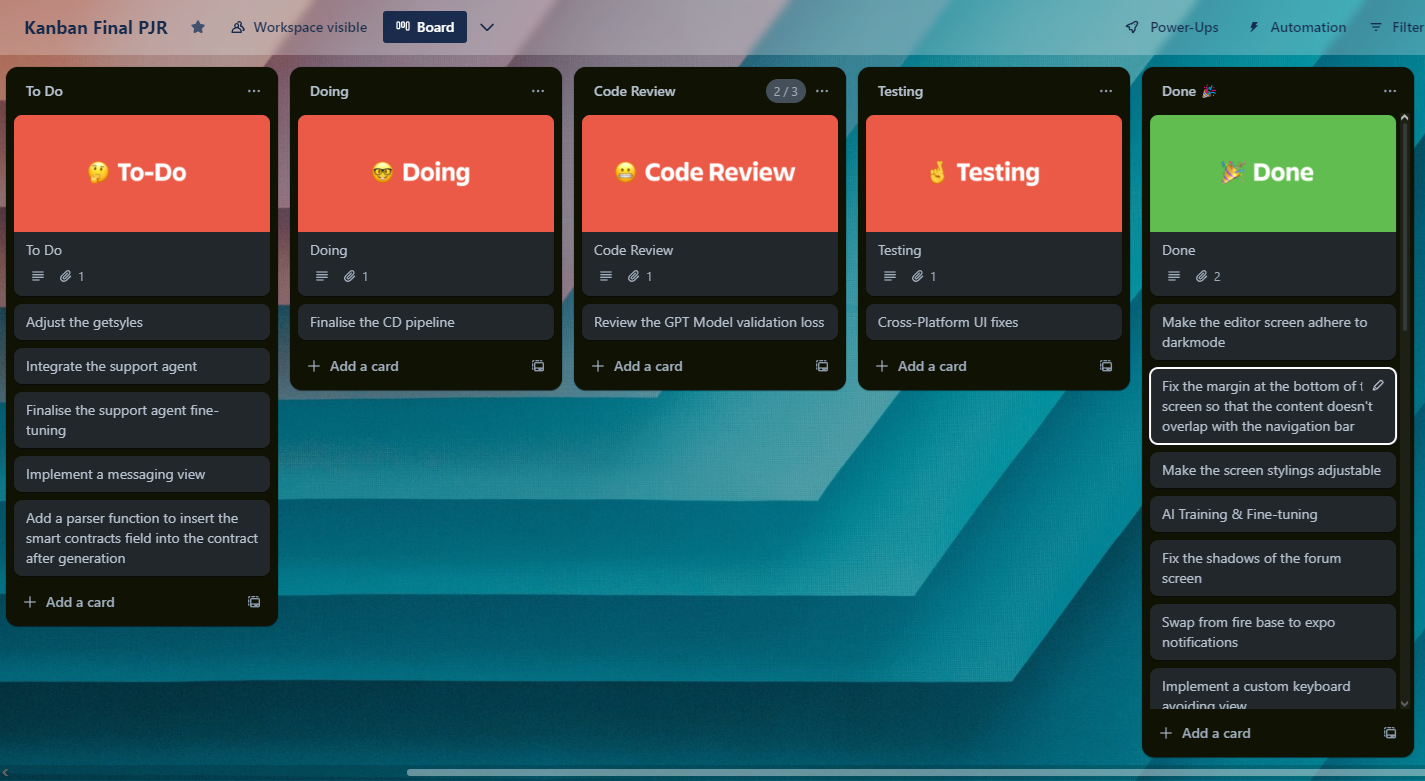 Kanban Final PJR
Workspace visible
Board
Power-Ups
Automation
Filter
To Do
🤔 To-Do
To Do
1
Adjust the getsyles
Integrate the support agent
Finalise the support agent fine-
tuning
Implement a messaging view
Add a parser function to insert the
smart contracts field into the contract
after generation
+ Add a card
Doing
🤓 Doing
Doing
1
Finalise the CD pipeline
+ Add a card
Code Review
2 / 3
😬 Code Review
Code Review
1
Review the GPT Model validation loss
+ Add a card
Testing
🤞 Testing
Testing
1
Cross-Platform UI fixes
+ Add a card
Done 🎉
🎉 Done
Done
2
Make the editor screen adhere to
darkmode
Fix the margin at the bottom of
screen so that the content doesn't
overlap with the navigation bar
Make the screen stylings adjustable
AI Training & Fine-tuning
Fix the shadows of the forum
screen
Swap from fire base to expo
notifications
Implement a custom keyboard
avoiding view
+ Add a card